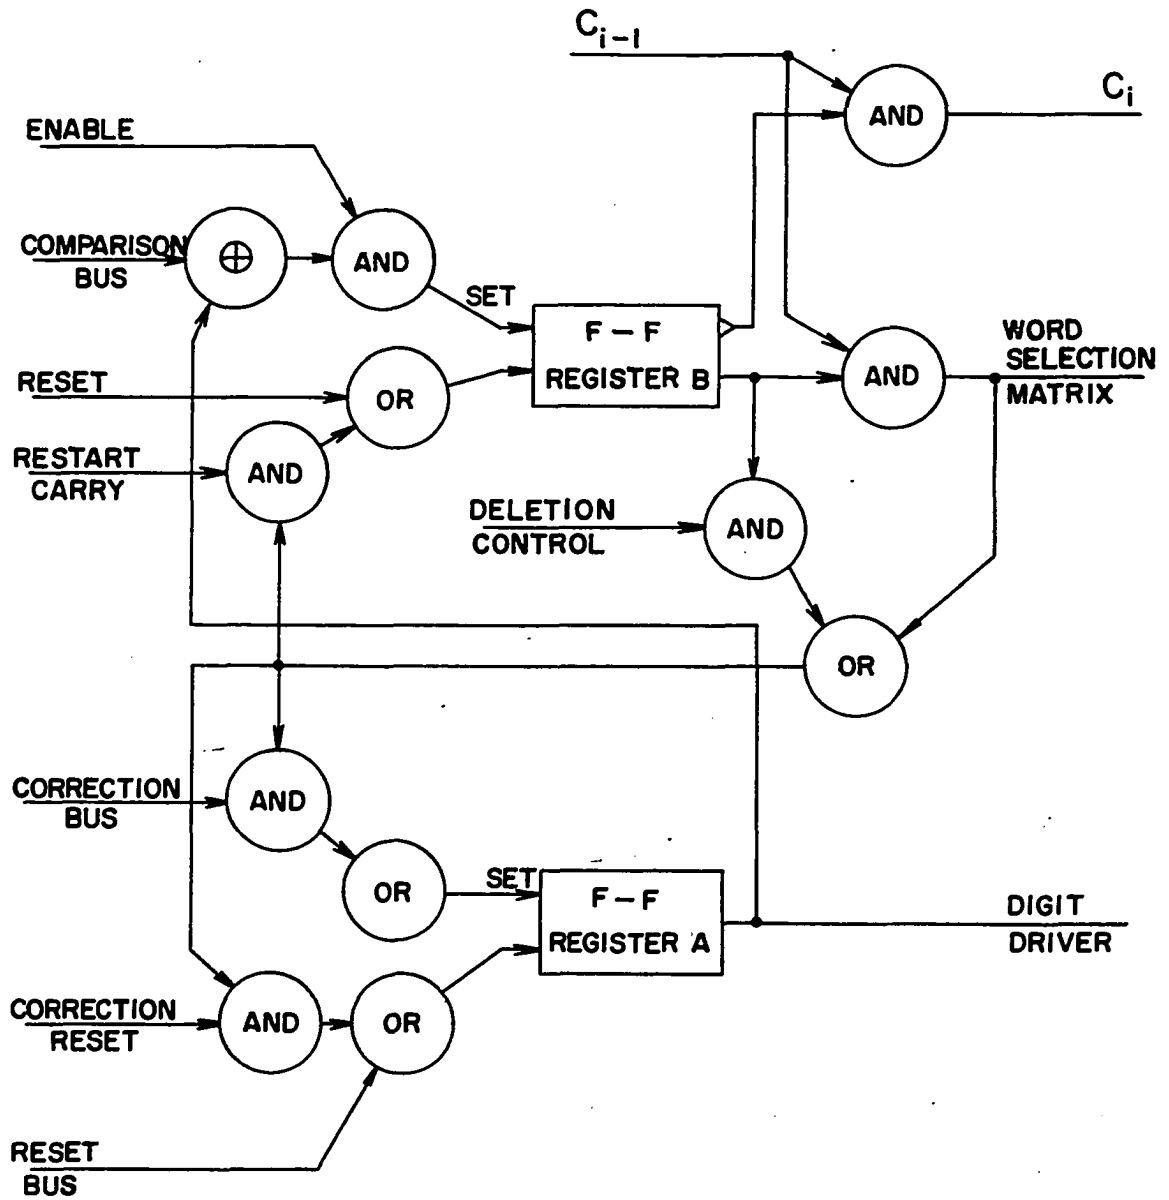 C i-1
C i
AND
ENABLE
COMPARISON
BUS
⊕
AND
SET
F-F
REGISTER B
WORD
SELECTION
MATRIX
AND
RESET
OR
RESTART
CARRY
AND
DELETION
CONTROL
AND
OR
CORRECTION
BUS
AND
OR
SET
F-F
REGISTER A
DIGIT
DRIVER
CORRECTION
RESET
AND
OR
RESET
BUS